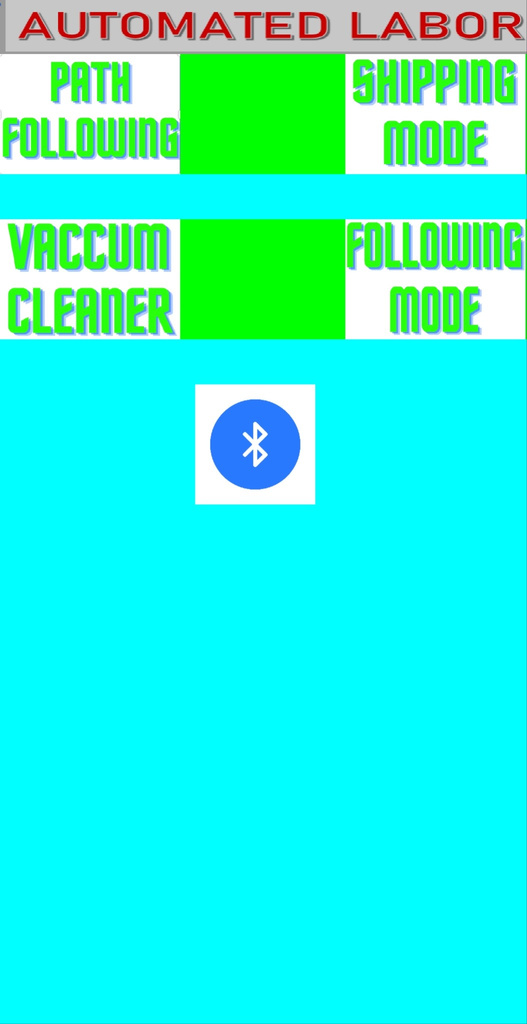 AUTOMATED LABOR
PATH
FOLLOWING
SHIPPING
MODE
VACCUM
CLEANER
FOLLOWING
MODE